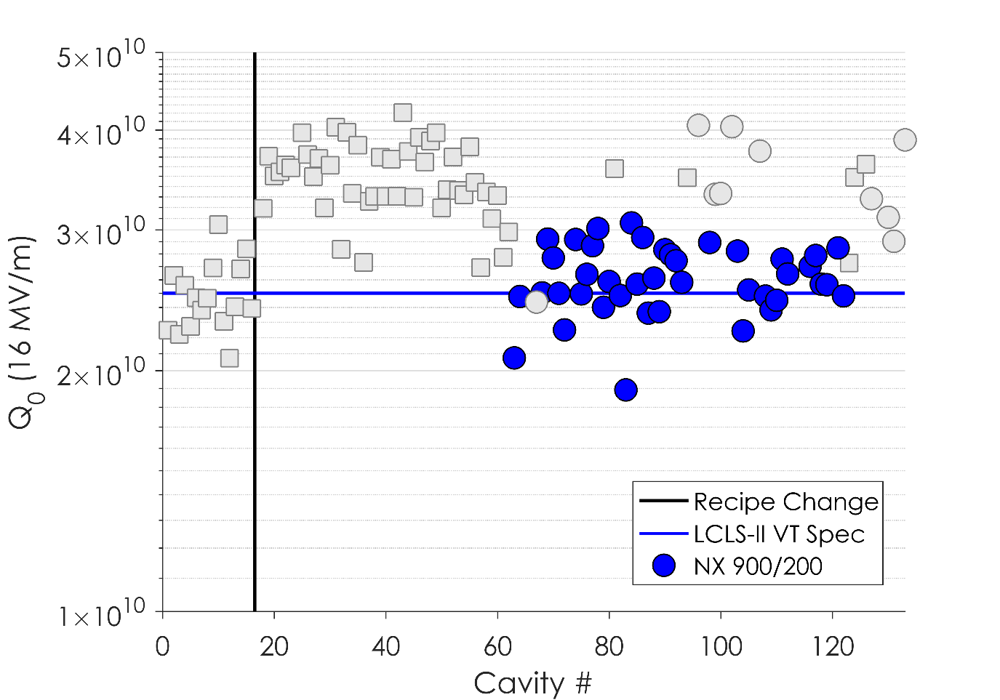 5×10^10
4×10^10
3×10^10
2×10^10
1×10^10
Q_0 (16 MV/m)
0 20 40 60 80 100 120
Cavity #
Recipe Change
LCLS-II VT Spec
NX 900/200